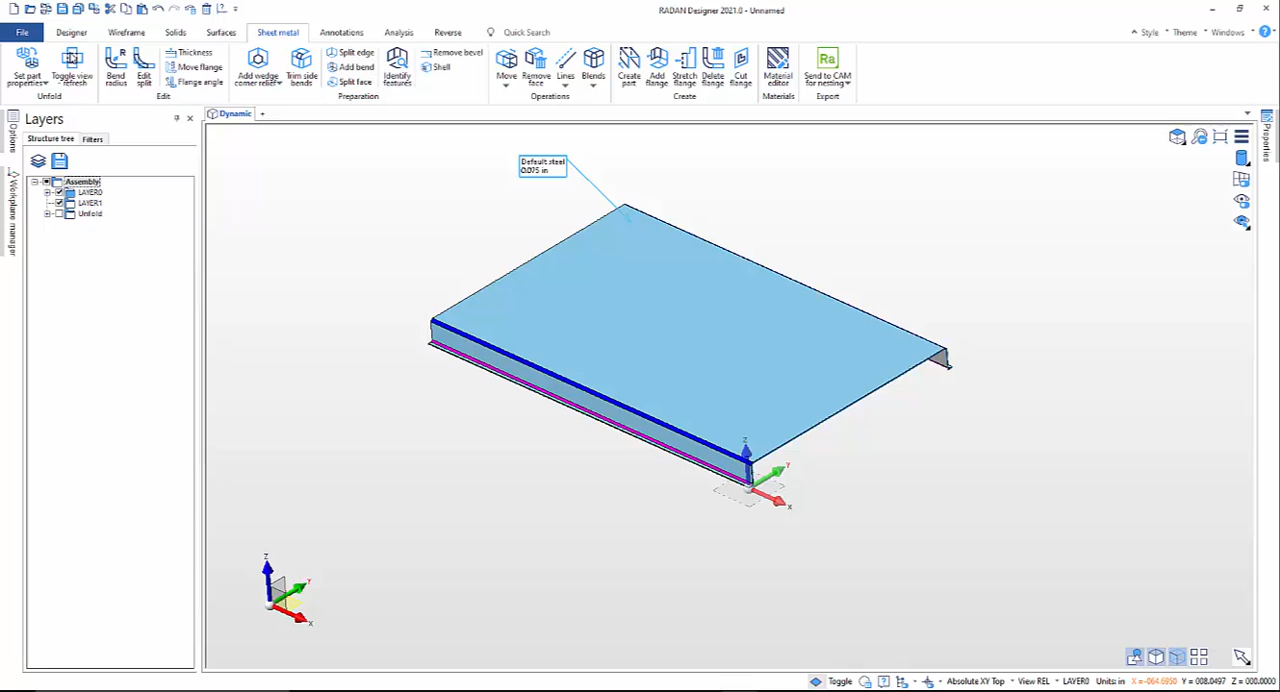 RADAN Designer 2021.0 - Unnamed
File Designer Wireframe Solids Surfaces Sheet metal Annotations Analysis Reverse Quick Search Style Theme Windows
Set part properties
Toggle view - refresh
Unfold
Bend radius
Edit split
Thickness
Move flange
Flange angle
Edit
Add wedge corner relief
Trim side bends
Split edge
Add bend
Split face
Identify features
Remove bevel
Shell
Preparation
Move
Remove face
Lines
Blends
Operations
Create part
Add flange
Stretch flange
Delete flange
Cut flange
Create
Material editor
Materials
Ra
Send to CAM for nesting
Export
Options
Workplane manager
Layers
Structure tree Filters
Assembly
LAYER0
LAYER1
Unfold
Dynamic +
Properties
Default steel
0.075 in
Z
Y
X
Z
Y
X
Toggle Absolute XY Top View REL LAYER0 Units: in X = -064.6950 Y = 008.0497 Z = 000.0000